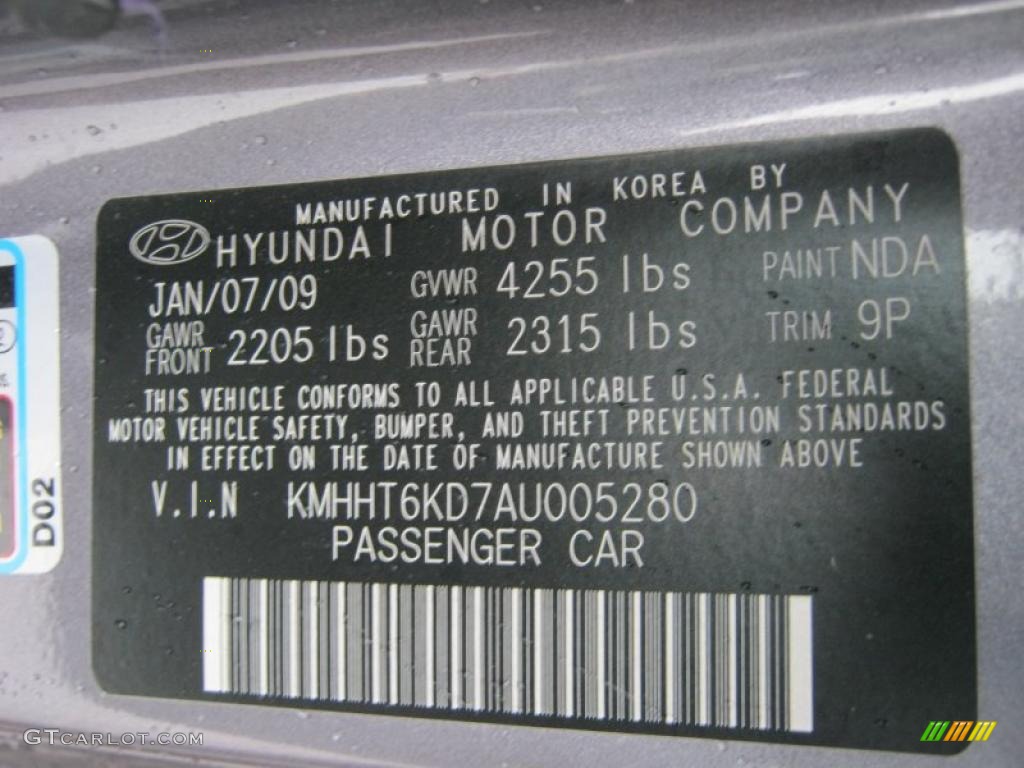 MANUFACTURED IN KOREA BY
HYUNDAI MOTOR COMPANY
JAN/07/09 GVWR 4255 lbs PAINT NDA
GAWR FRONT 2205 lbs GAWR REAR 2315 lbs TRIM 9P
THIS VEHICLE CONFORMS TO ALL APPLICABLE U.S.A. FEDERAL
MOTOR VEHICLE SAFETY, BUMPER, AND THEFT PREVENTION STANDARDS
IN EFFECT ON THE DATE OF MANUFACTURE SHOWN ABOVE
V.I.N KMHHT6KD7AU005280
PASSENGER CAR
D02
GTCARLOT.COM